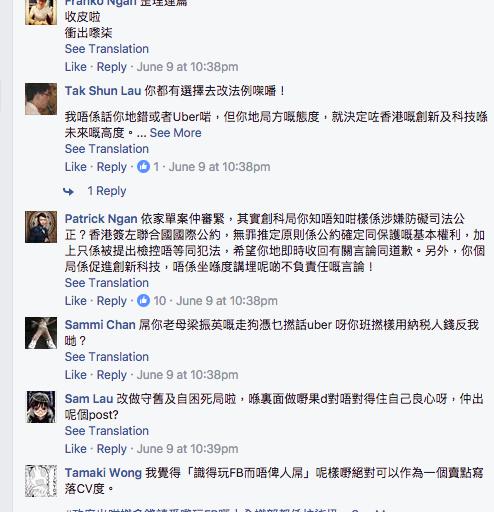 Franko Ngan 歪理連篇
收皮啦
衝出嚟柒
See Translation
Like · Reply · June 9 at 10:38pm
Tak Shun Lau 你都有選擇去改法例㗎噃！
我唔係話你地錯或者Uber啱，但你地局方嘅態度，就決定咗香港嘅創新及科技喺
未來嘅高度。... See More
See Translation
Like · Reply · 1 · June 9 at 10:38pm
1 Reply
Patrick Ngan 依家單案仲審緊，其實創科局你知唔知咁樣係涉嫌防礙司法公
正？香港簽左聯合國國際公約，無罪推定原則係公約確定同保護嘅基本權利，加
上只係被提出檢控唔等同犯法，希望你地即時收回有關言論同道歉。另外，你個
局係促進創新科技，唔係坐喺度講埋呢啲不負責任嘅言論！
See Translation
Like · Reply · 10 · June 9 at 10:38pm
Sammi Chan 屌你老母梁振英嘅走狗憑乜撚話uber 呀你班撚樣用納稅人錢反我
哋？
See Translation
Like · Reply · June 9 at 10:38pm
Sam Lau 改做守舊及自困死局啦，喺裏面做嘢果d對唔對得住自己良心呀，仲出
呢個post?
See Translation
Like · Reply · June 9 at 10:39pm
Tamaki Wong 我覺得「識得玩FB而唔俾人屌」呢樣嘢絕對可以作為一個賣點寫
落CV度。